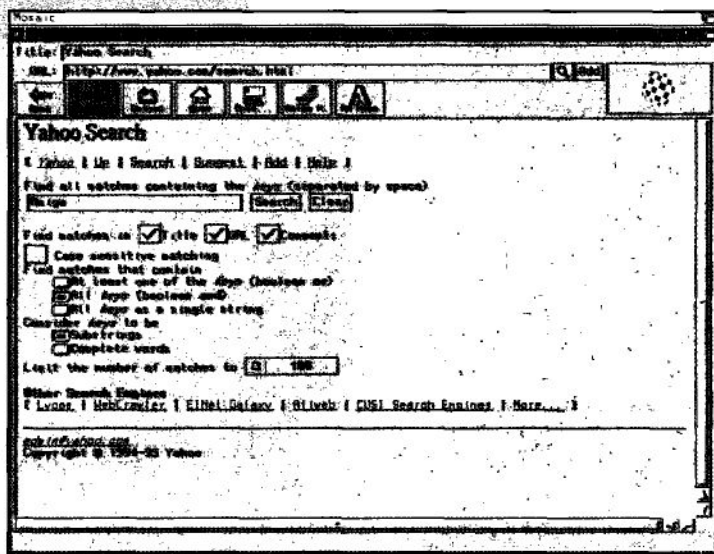 Mosaic
Title: Yahoo Search
URL: http://www.yahoo.com/search.html Add
Yahoo Search
[ Yahoo | Up | Search | Suggest | Add | Help ]
Find all matches containing the keys (separated by space)
Amiga Search Clear
Find matches in Title URL Comments
Case sensitive matching
Find matches that contain
At least one of the keys (boolean or)
All keys (boolean and)
All keys as a single string
Consider keys to be
Substrings
Complete words
Limit the number of matches to 100
Other Search Engines
[ Lycos | WebCrawler | EINet Galaxy | Aliweb | CUSI Search Engines | More... ]
Copyright © 1994-95 Yahoo